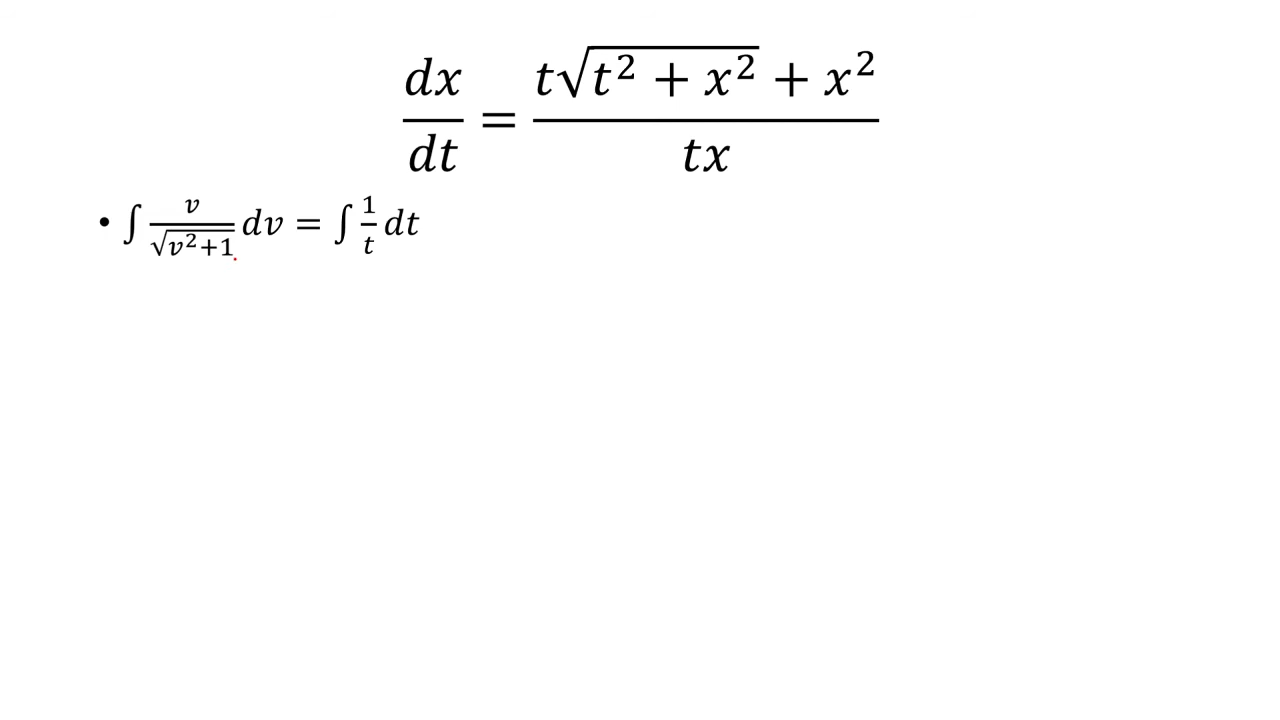 dx/dt = (t√(t² + x²) + x²)/(tx)
• ∫ v/√(v²+1) dv = ∫ 1/t dt